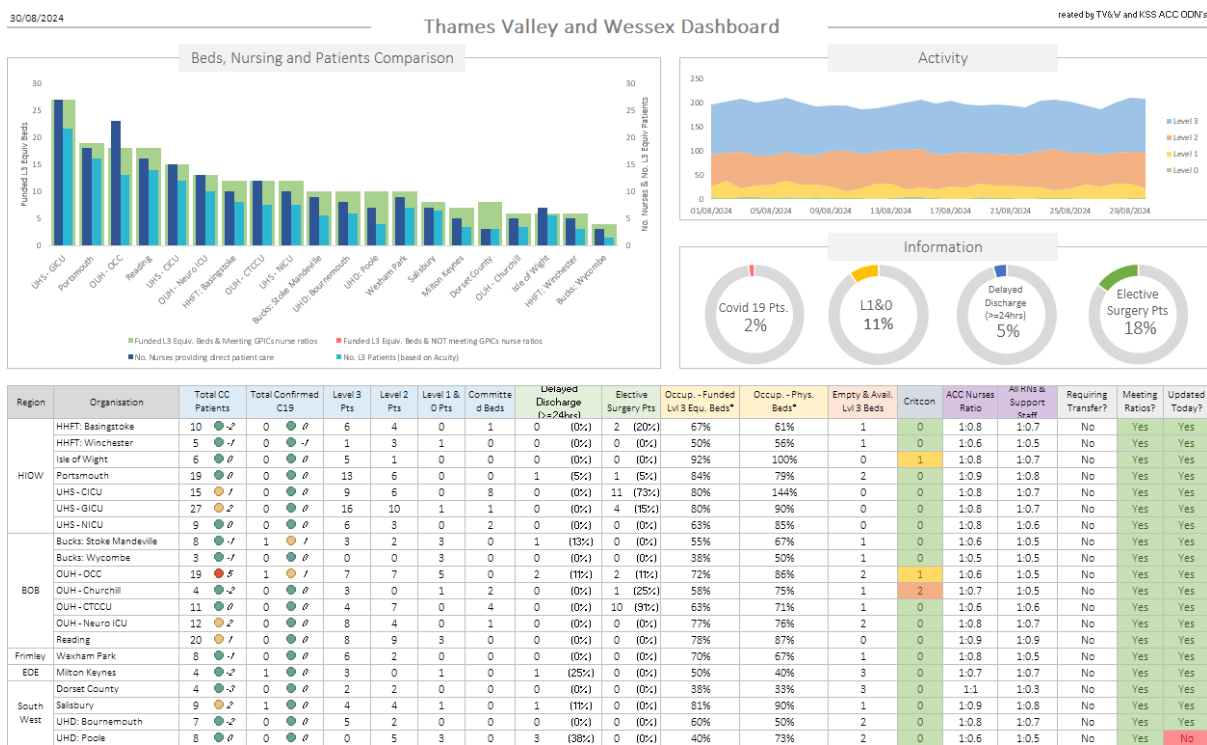 30/08/2024
Thames Valley and Wessex Dashboard
reated by TV&W and KSS ACC ODN's
Beds, Nursing and Patients Comparison
Funded L3 Equiv Beds
30
25
20
15
10
5
0
30
25
20
15
10
5
0
No. Nurses & No. L3 Equiv Patients
UHS - GICU
Portsmouth
OUH - OCC
Reading
UHS - CICU
OUH - Neuro ICU
HHFT: Basingstoke
OUH - CTCCU
UHS - NICU
Bucks: Stoke Mandeville
UHD: Bournemouth
UHD: Poole
Wexham Park
Salisbury
Milton Keynes
Dorset County
OUH - Churchill
Isle of Wight
HHFT: Winchester
Bucks: Wycombe
Funded L3 Equiv. Beds & Meeting GPICs nurse ratios
Funded L3 Equiv. Beds & NOT meeting GPICs nurse ratios
No. Nurses providing direct patient care
No. L3 Patients (based on Acuity)
Activity
250
200
150
100
50
0
01/08/2024 05/08/2024 09/08/2024 13/08/2024 17/08/2024 21/08/2024 25/08/2024 29/08/2024
Level 3
Level 2
Level 1
Level 0
Information
Covid 19 Pts.
2%
L1&0
11%
Delayed
Discharge
(>=24hrs)
5%
Elective
Surgery Pts
18%
Region Organisation Total CC Patients Total Confirmed C19 Level 3 Pts Level 2 Pts Level 1 & 0 Pts Committe d Beds Delayed Discharge (>=24hrs) Elective Surgery Pts Occup. - Funded Lvl 3 Equ. Beds* Occup. - Phys. Beds* Empty & Avail. Lvl 3 Beds Critcon ACC Nurses Ratio All RNs & Support Staff Requiring Transfer? Meeting Ratios? Updated Today?
HIOW
HHFT: Basingstoke 10 -2 0 0 6 4 0 1 0 (0%) 2 (20%) 67% 61% 1 0 1:0.8 1:0.7 No Yes Yes
HHFT: Winchester 5 -1 0 -1 1 3 1 0 0 (0%) 0 (0%) 50% 56% 1 0 1:0.6 1:0.5 No Yes Yes
Isle of Wight 6 0 0 0 5 1 0 0 0 (0%) 0 (0%) 92% 100% 0 1 1:0.8 1:0.7 No Yes Yes
Portsmouth 19 0 0 0 13 6 0 0 1 (5%) 1 (5%) 84% 79% 2 0 1:0.8 1:0.8 No Yes Yes
UHS - CICU 15 1 0 0 9 6 0 8 0 (0%) 11 (73%) 80% 144% 0 0 1:0.8 1:0.7 No Yes Yes
UHS - GICU 27 2 0 0 16 10 1 1 0 (0%) 4 (15%) 80% 90% 0 0 1:0.8 1:0.7 No Yes Yes
UHS - NICU 9 0 0 0 6 3 0 2 0 (0%) 0 (0%) 63% 85% 0 0 1:0.8 1:0.6 No Yes Yes
BOB
Bucks: Stoke Mandeville 8 -1 1 1 3 2 3 0 1 (13%) 0 (0%) 55% 67% 1 0 1:0.6 1:0.5 No Yes Yes
Bucks: Wycombe 3 -1 0 0 0 0 3 0 0 (0%) 0 (0%) 38% 50% 1 0 1:0.5 1:0.5 No Yes Yes
OUH - OCC 19 5 1 1 7 7 5 0 2 (11%) 2 (11%) 72% 86% 2 1 1:0.6 1:0.5 No Yes Yes
OUH - Churchill 4 -2 0 0 3 0 1 2 0 (0%) 1 (25%) 58% 75% 1 2 1:0.7 1:0.5 No Yes Yes
OUH - CTCCU 11 0 0 0 4 7 0 4 0 (0%) 10 (91%) 63% 71% 1 0 1:0.6 1:0.6 No Yes Yes
OUH - Neuro ICU 12 2 0 0 8 4 0 1 0 (0%) 0 (0%) 77% 76% 2 0 1:0.8 1:0.7 No Yes Yes
Reading 20 1 0 0 8 9 3 0 0 (0%) 0 (0%) 78% 87% 0 0 1:0.9 1:0.9 No Yes Yes
Frimley Wexham Park 8 -1 0 0 6 2 0 0 0 (0%) 0 (0%) 70% 67% 1 0 1:0.8 1:0.5 No Yes Yes
EOE Milton Keynes 4 -2 1 0 3 0 1 0 1 (25%) 0 (0%) 50% 40% 3 0 1:0.7 1:0.7 No Yes Yes
South West
Dorset County 4 -3 0 0 2 2 0 0 0 (0%) 0 (0%) 38% 33% 3 0 1:1 1:0.3 No Yes Yes
Salisbury 9 2 1 0 4 4 1 0 1 (11%) 0 (0%) 81% 90% 1 0 1:0.9 1:0.8 No Yes Yes
UHD: Bournemouth 7 -2 0 0 5 2 0 0 0 (0%) 0 (0%) 60% 50% 2 0 1:0.8 1:0.7 No Yes Yes
UHD: Poole 8 0 0 0 0 5 3 0 3 (38%) 0 (0%) 40% 73% 2 0 1:0.6 1:0.5 No Yes No